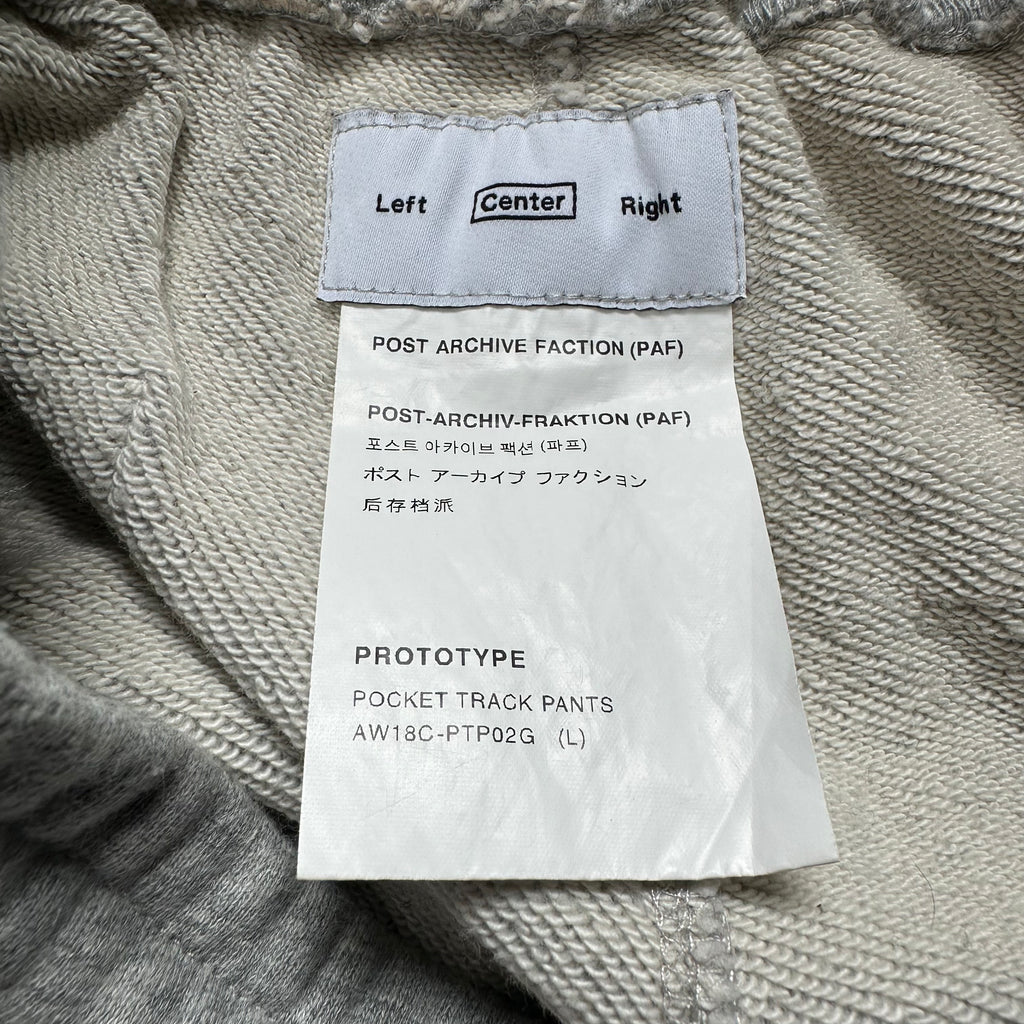 Left Center Right
POST ARCHIVE FACTION (PAF)
POST-ARCHIV-FRAKTION (PAF)
포스트 아카이브 팩션 (파프)
ポスト アーカイブ ファクション
后存档派
PROTOTYPE
POCKET TRACK PANTS
AW18C-PTP02G (L)